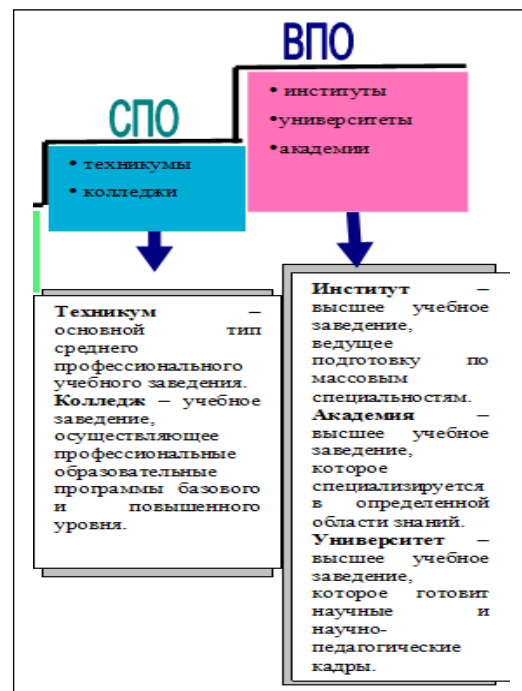 ВПО
• институты
•университеты
•академии
СПО
• техникумы
• колледжи
Техникум –
основной тип
среднего
профессионального
учебного заведения.
Колледж – учебное
заведение,
осуществляющее
профессиональные
образовательные
программы базового
и повышенного
уровня.
Институт –
высшее учебное
заведение,
ведущее
подготовку по
массовым
специальностям.
Академия –
высшее учебное
заведение,
которое
специализируется
в определенной
области знаний.
Университет –
высшее учебное
заведение,
которое готовит
научные и
научно-
педагогические
кадры.